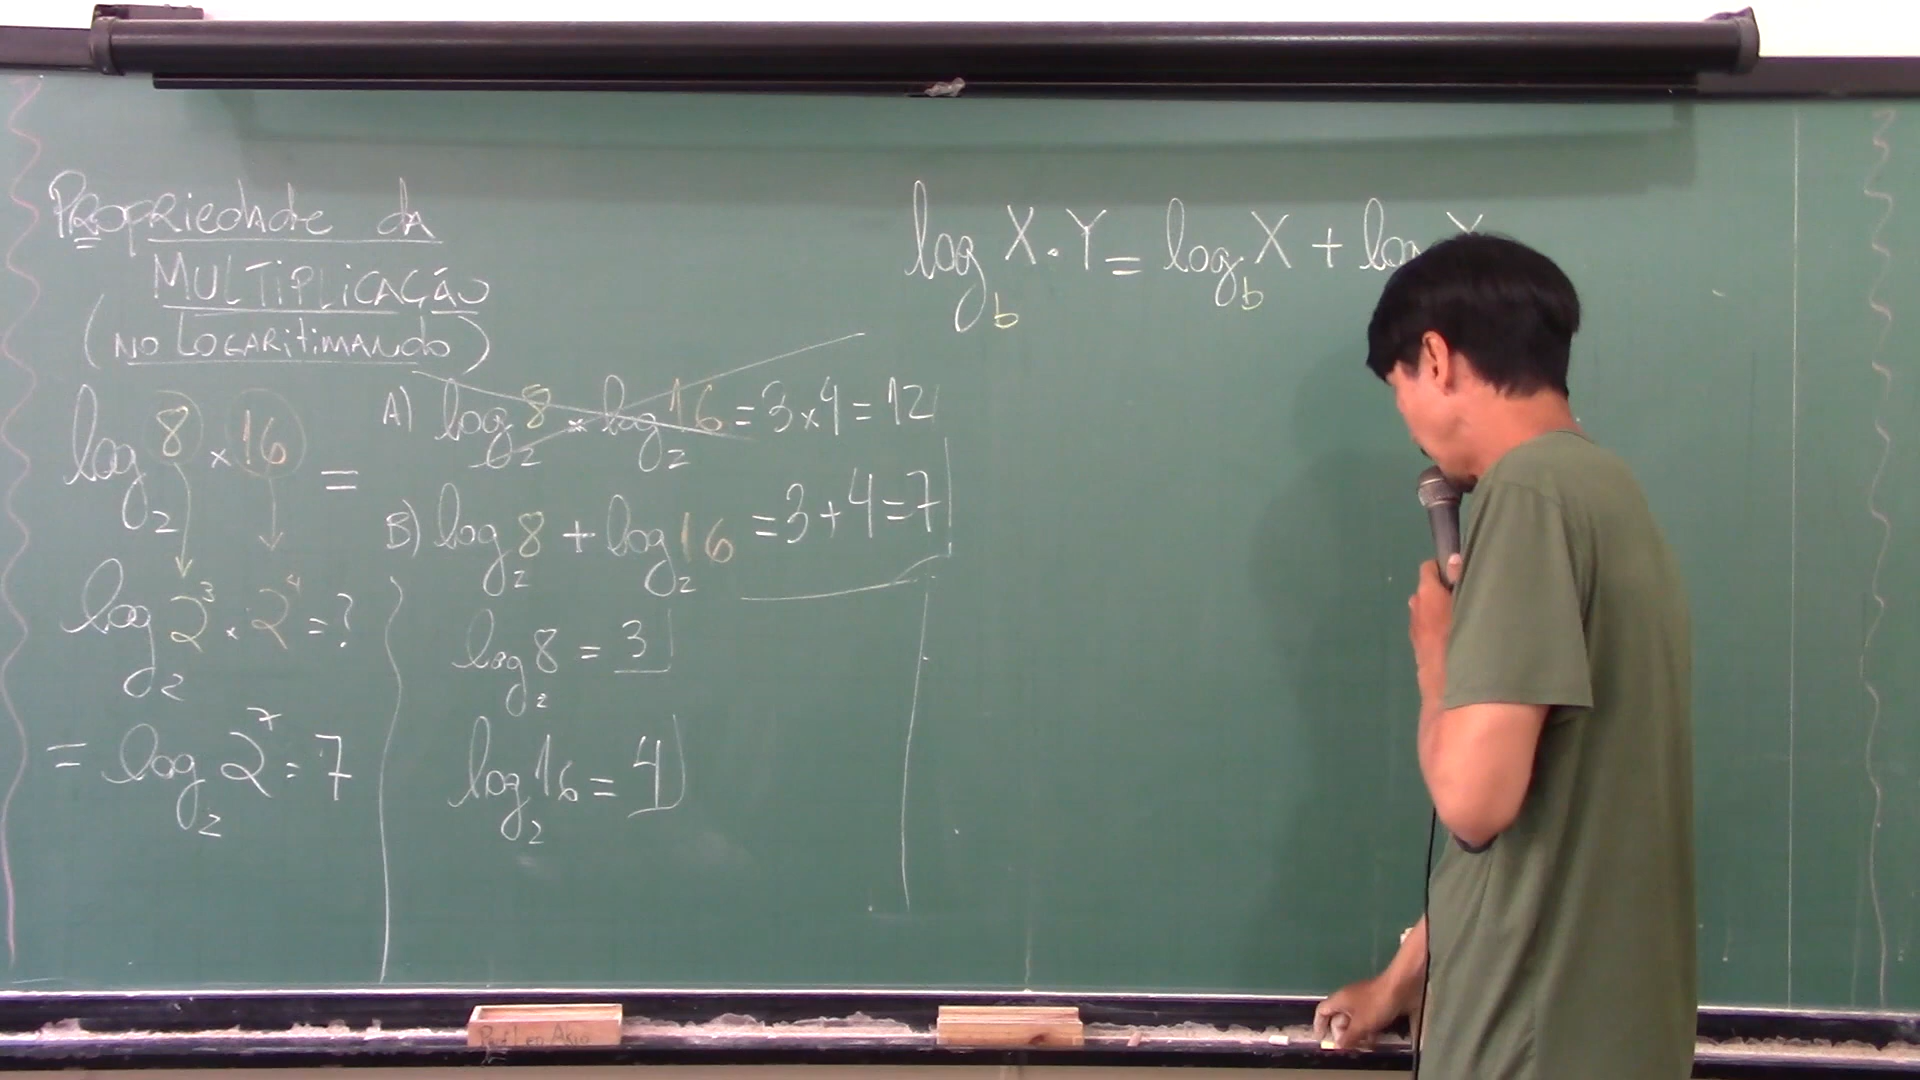 Propriedade da
Multiplicação
(no Logaritimando)
log₂ 8 × 16 =
log₂ 2³ · 2⁴ = ?
= log₂ 2⁷ = 7
A) log₂ 8 × log₂ 16 = 3 × 4 = 12
B) log₂ 8 + log₂ 16 = 3 + 4 = 7
log₂ 8 = 3
log₂ 16 = 4
log_b X · Y = log_b X + log Y